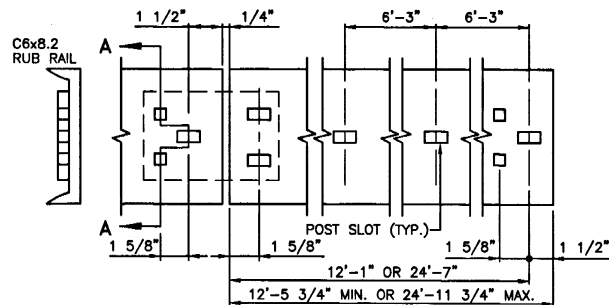 1 1/2"
1/4"
6'-3"
6'-3"
C6x8.2
RUB RAIL
A
A
POST SLOT (TYP.)
1 5/8"
1 5/8"
1 5/8"
1 1/2"
12'-1" OR 24'-7"
12'-5 3/4" MIN. OR 24'-11 3/4" MAX.